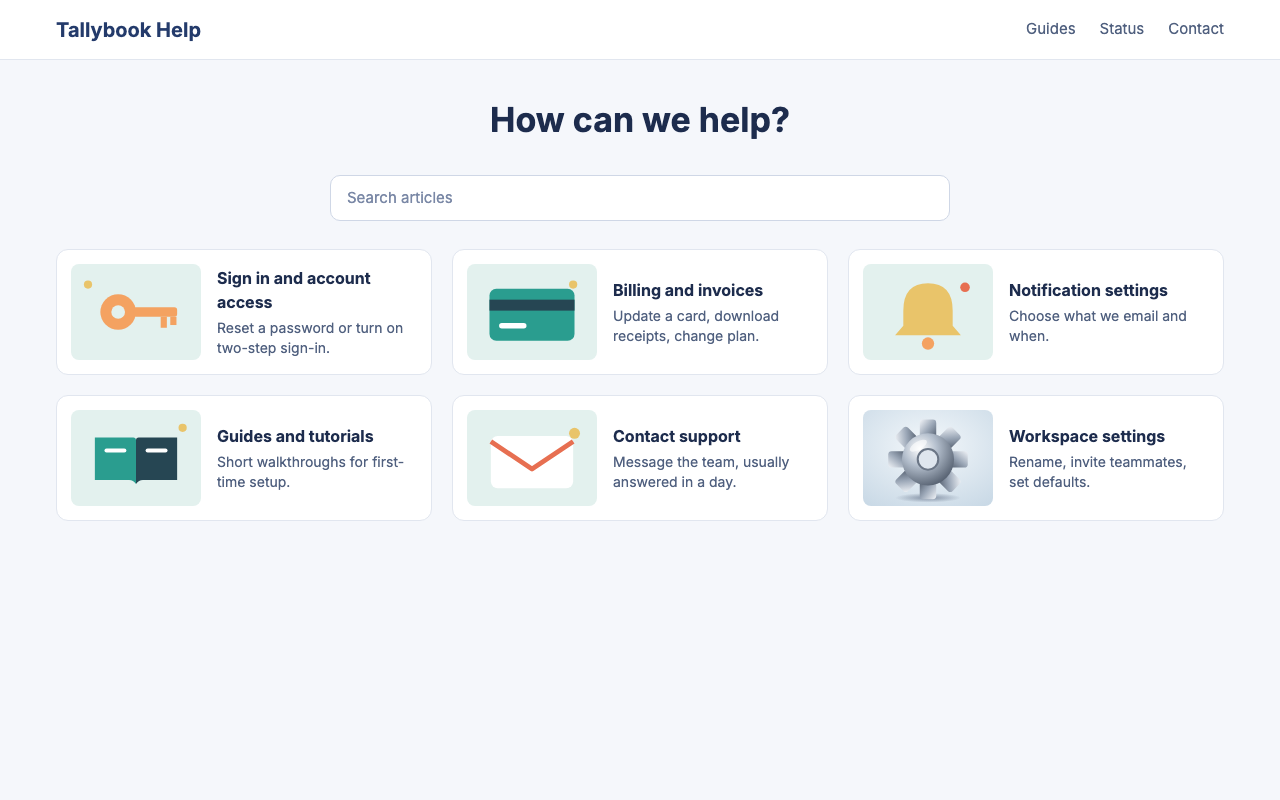 Tallybook Help
Guides
Status
Contact
How can we help?
Search articles
Sign in and account
access
Reset a password or turn on
two-step sign-in.
Billing and invoices
Update a card, download
receipts, change plan.
Notification settings
Choose what we email and
when.
Guides and tutorials
Short walkthroughs for first-
time setup.
Contact support
Message the team, usually
answered in a day.
Workspace settings
Rename, invite teammates,
set defaults.